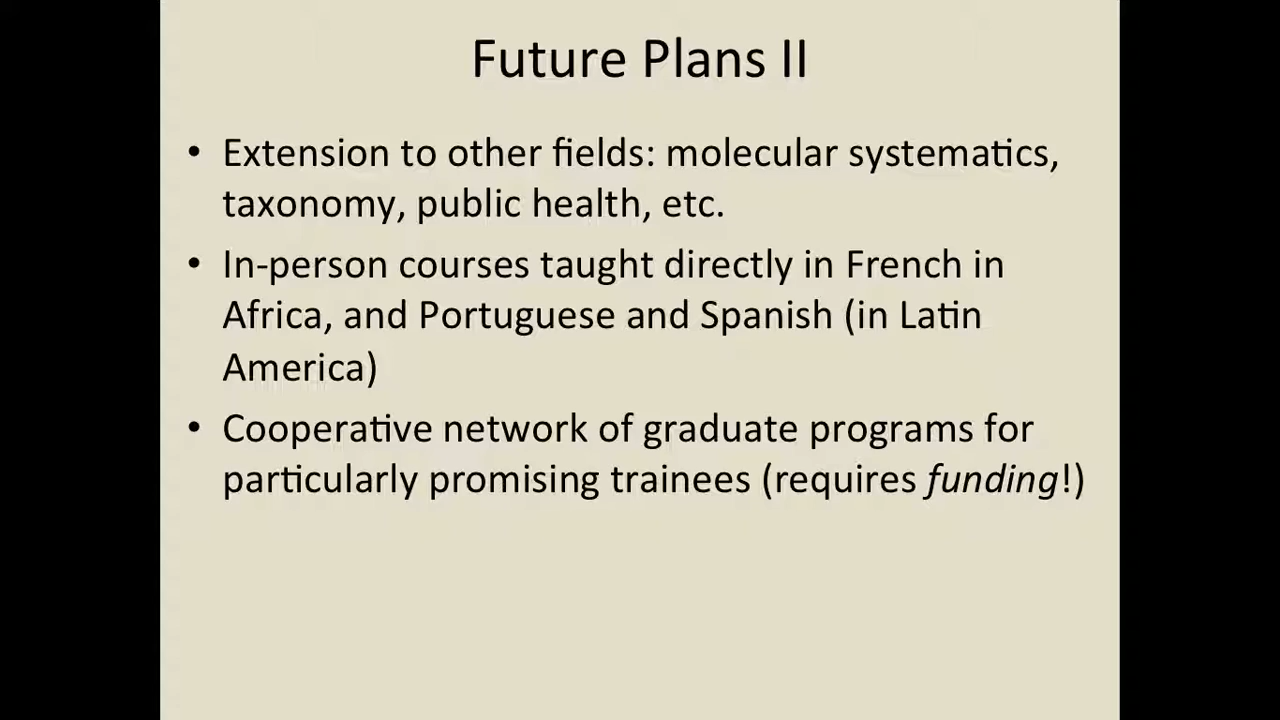 Future Plans II
• Extension to other fields: molecular systematics,
taxonomy, public health, etc.
• In-person courses taught directly in French in
Africa, and Portuguese and Spanish (in Latin
America)
• Cooperative network of graduate programs for
particularly promising trainees (requires funding!)